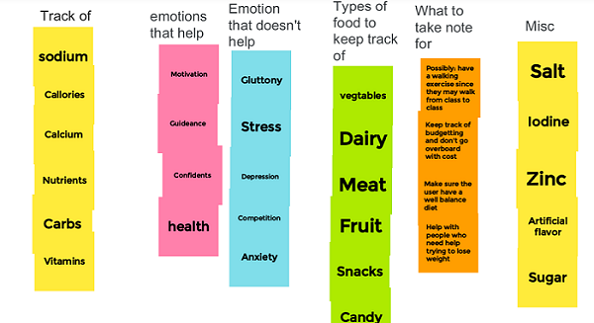 Track of
sodium
Callories
Calcium
Nutrients
Carbs
Vitamins
emotions
that help
Motivation
Guideance
Confidents
health
Emotion
that doesn't
help
Gluttony
Stress
Depression
Competition
Anxiety
Types of
food to
keep track
of
vegtables
Dairy
Meat
Fruit
Snacks
Candy
What to
take note
for
Possibly: have
a walking
exercise since
they may walk
from class to
class
Keep track of
budgetting
and don't go
overboard
with cost
Make sure the
user have a
well balance
diet
Help with
people who
need help
trying to lose
weight
Misc
Salt
Iodine
Zinc
Artificial
flavor
Sugar